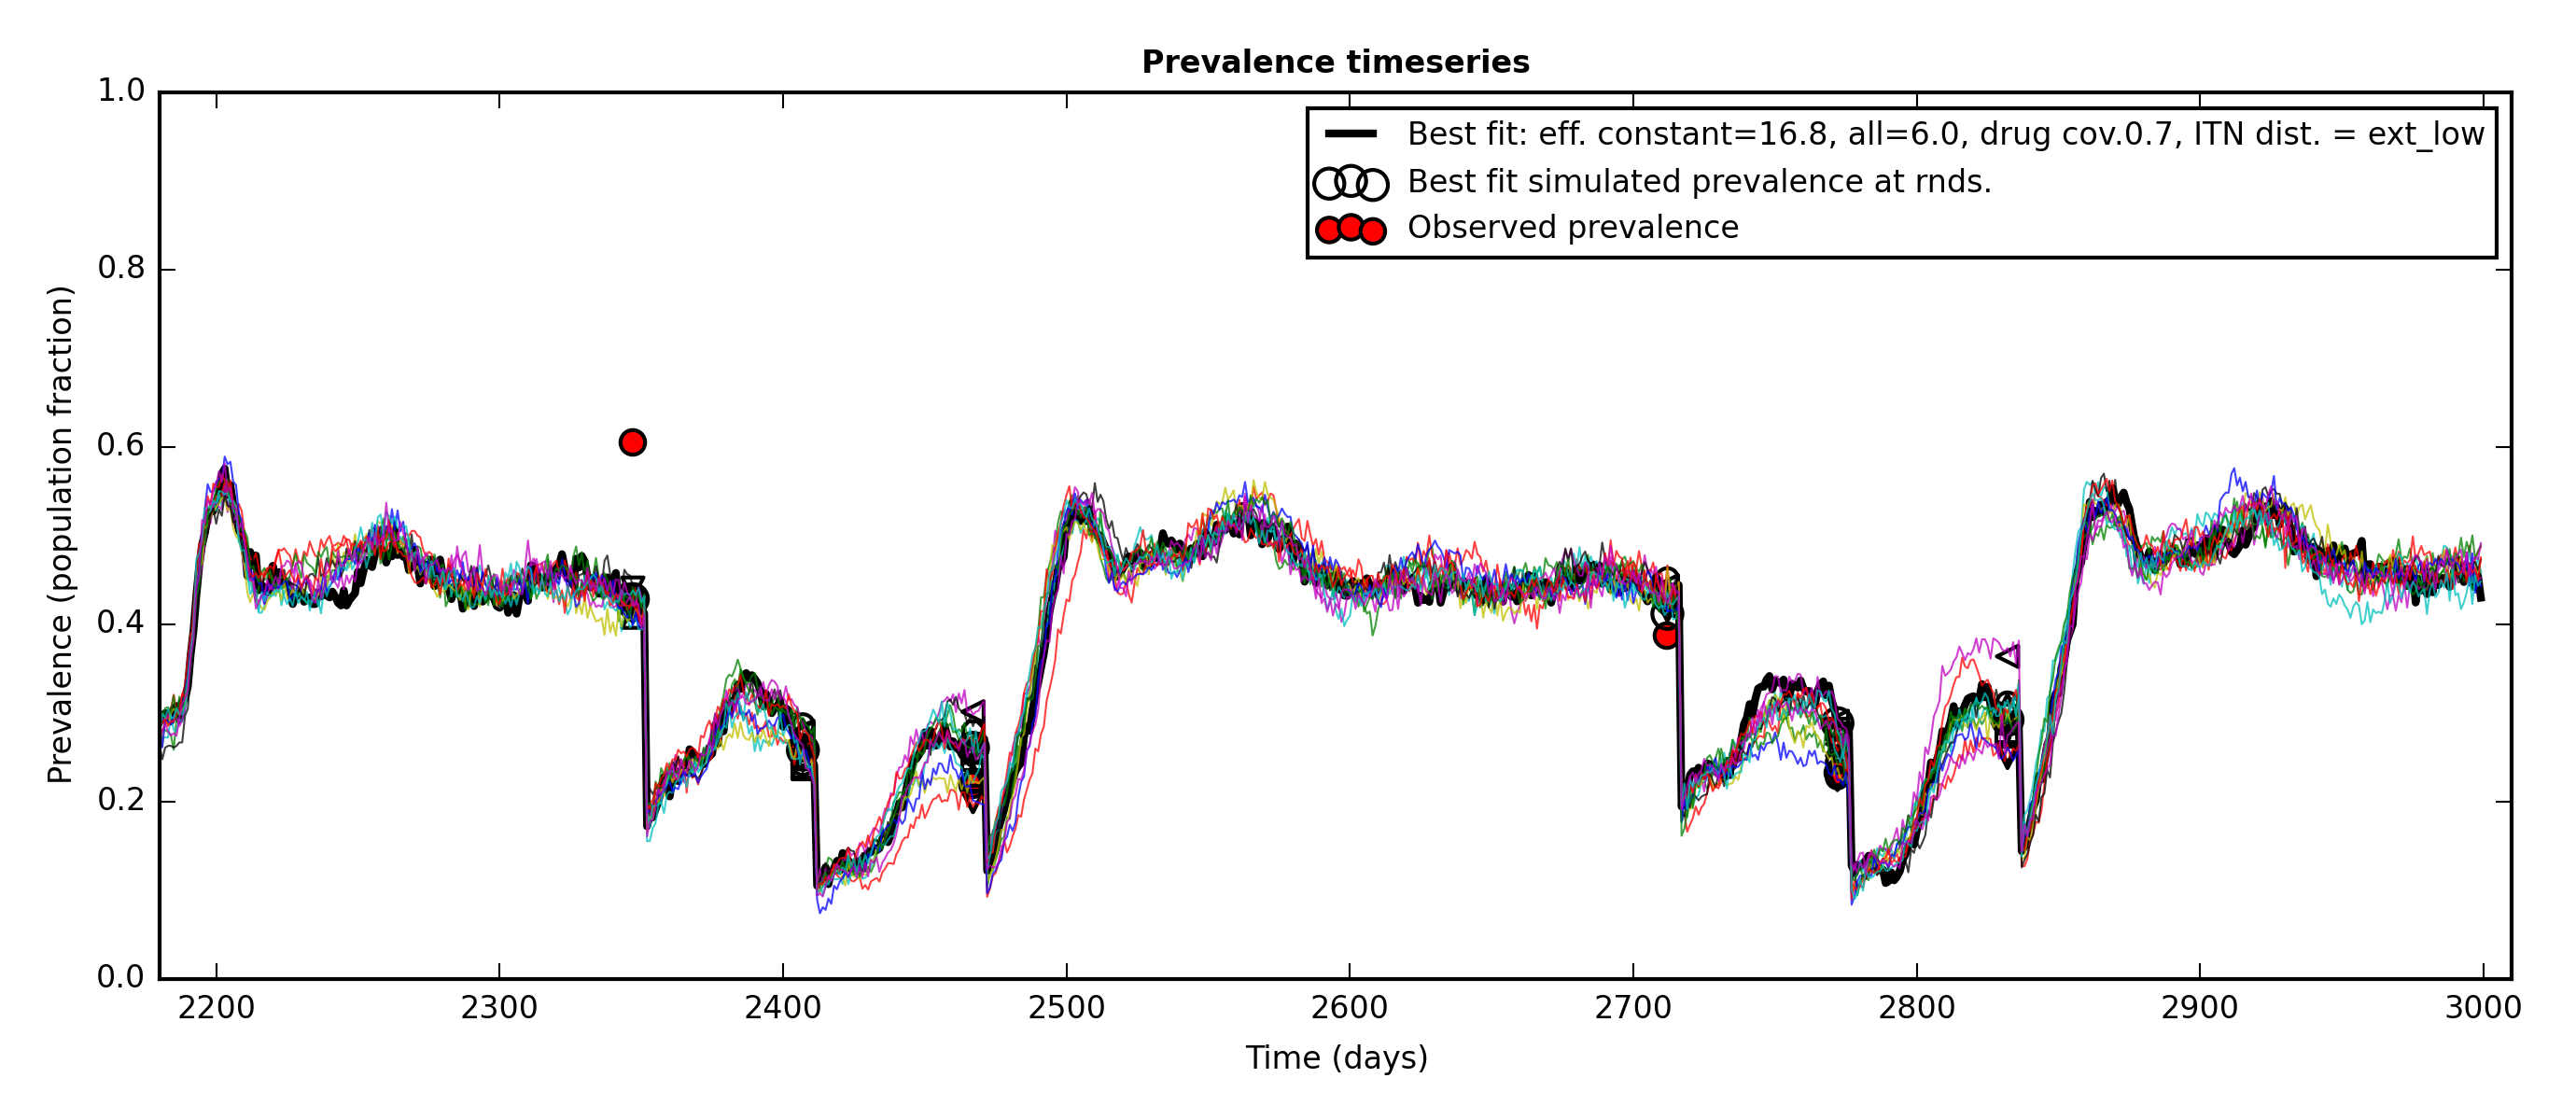 Prevalence timeseries
Best fit: eff. constant=16.8, all=6.0, drug cov.0.7, ITN dist. = ext_low
Best fit simulated prevalence at rnds.
Observed prevalence
Prevalence (population fraction)
1.0
0.8
0.6
0.4
0.2
0.0
2200 2300 2400 2500 2600 2700 2800 2900 3000
Time (days)